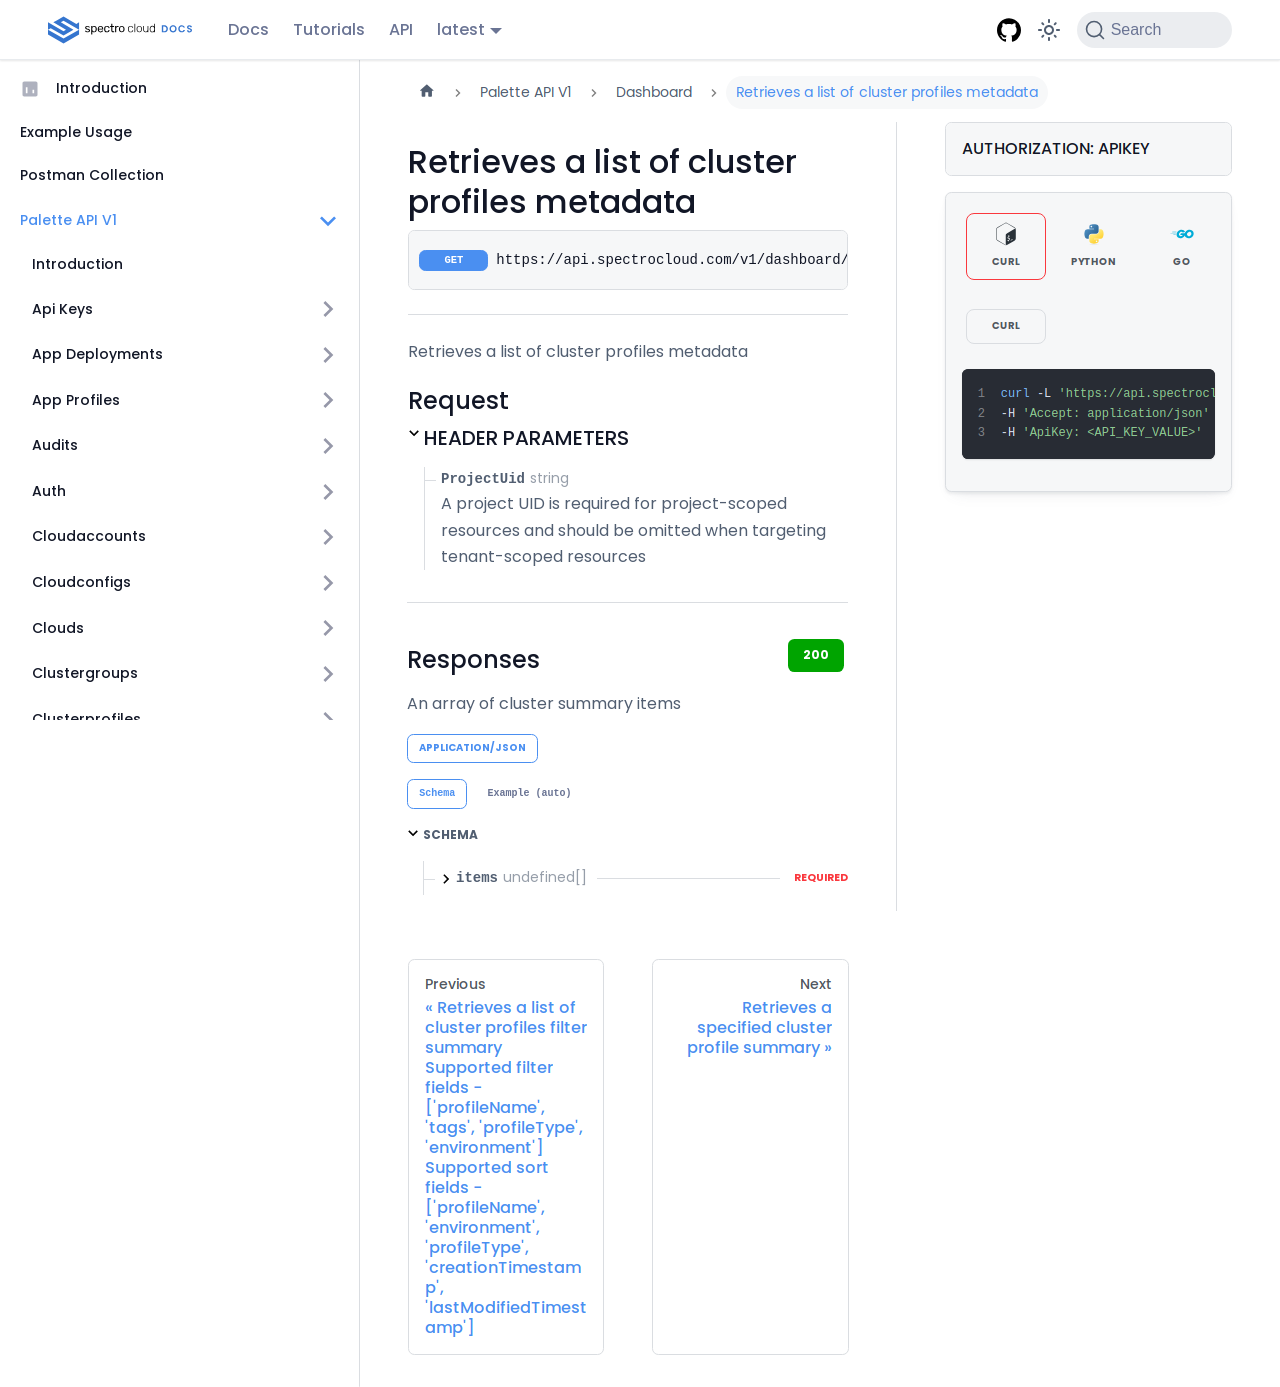 spectro cloud DOCS Docs Tutorials API latest Search
Introduction
Example Usage
Postman Collection
Palette API V1
Introduction
Api Keys
App Deployments
App Profiles
Audits
Auth
Cloudaccounts
Cloudconfigs
Clouds
Clustergroups
Clusterprofiles
Palette API V1 Dashboard Retrieves a list of cluster profiles metadata
Retrieves a list of cluster
profiles metadata
GET https://api.spectrocloud.com/v1/dashboard/
Retrieves a list of cluster profiles metadata
Request
HEADER PARAMETERS
ProjectUid string
A project UID is required for project-scoped
resources and should be omitted when targeting
tenant-scoped resources
Responses 200
An array of cluster summary items
APPLICATION/JSON
Schema Example (auto)
SCHEMA
items undefined[] REQUIRED
AUTHORIZATION: APIKEY
CURL PYTHON GO
CURL
1 curl -L 'https://api.spectrocl
2 -H 'Accept: application/json'
3 -H 'ApiKey: <API_KEY_VALUE>'
Previous
« Retrieves a list of
cluster profiles filter
summary
Supported filter
fields -
['profileName',
'tags', 'profileType',
'environment']
Supported sort
fields -
['profileName',
'environment',
'profileType',
'creationTimestam
p',
'lastModifiedTimest
amp']
Next
Retrieves a
specified cluster
profile summary »